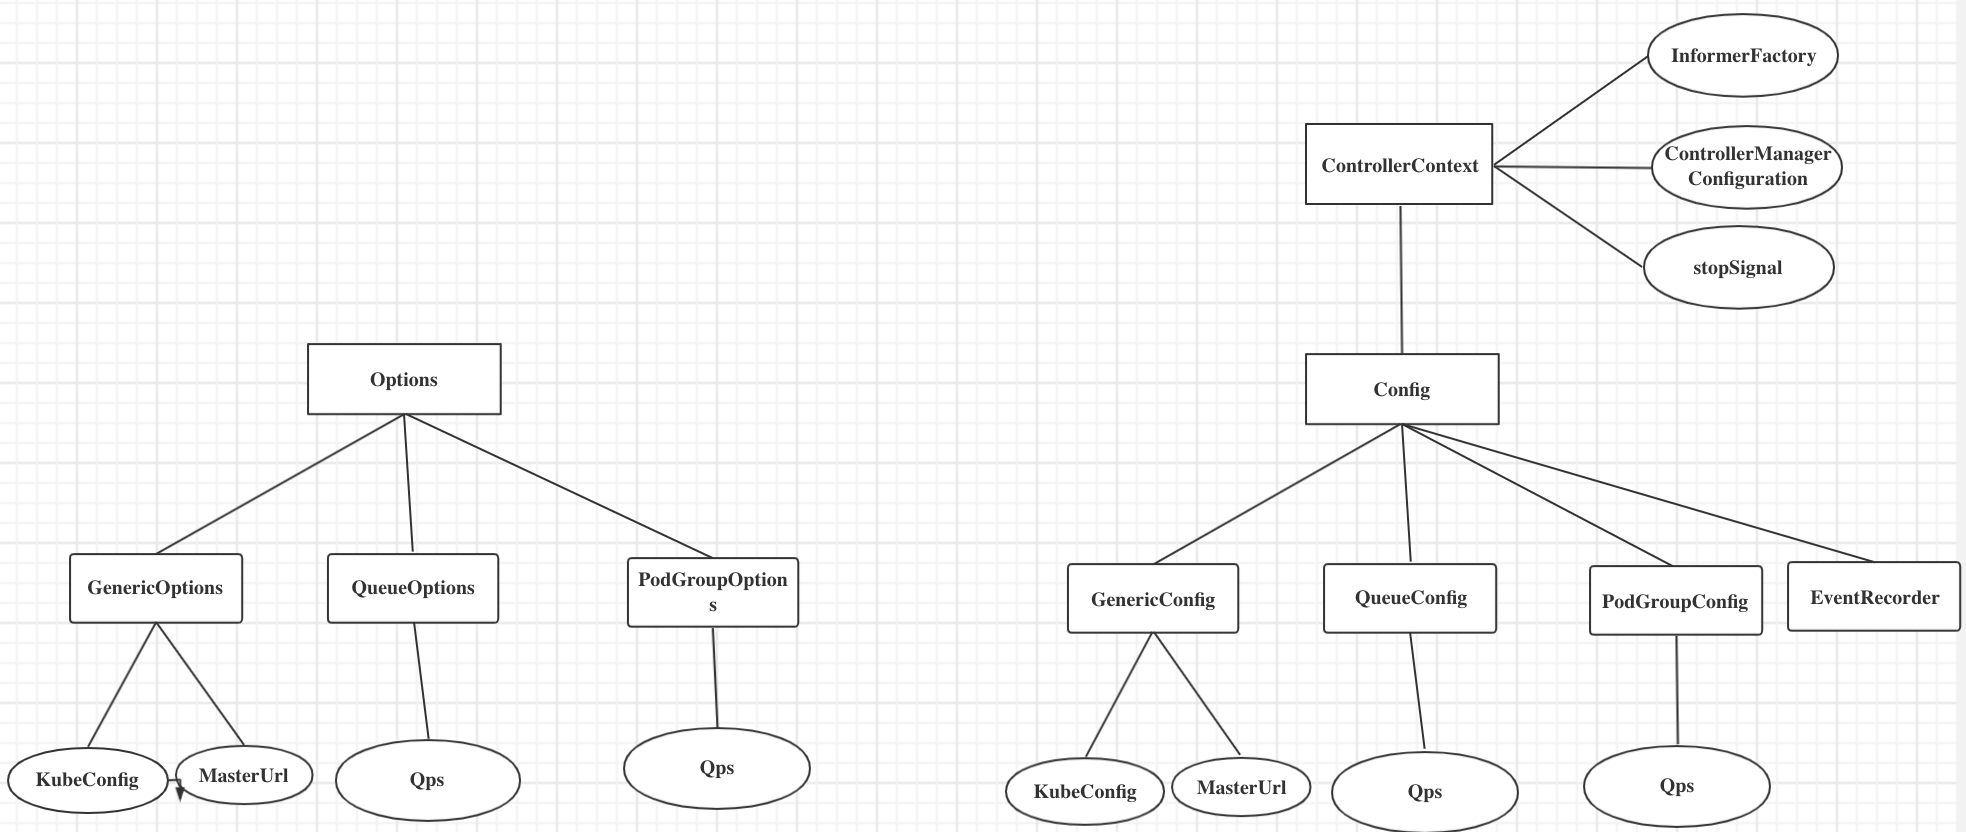 InformerFactory
ControllerContext
ControllerManager
Configuration
stopSignal
Options
Config
GenericOptions
QueueOptions
PodGroupOption
s
GenericConfig
QueueConfig
PodGroupConfig
EventRecorder
KubeConfig
MasterUrl
Qps
Qps
KubeConfig
MasterUrl
Qps
Qps